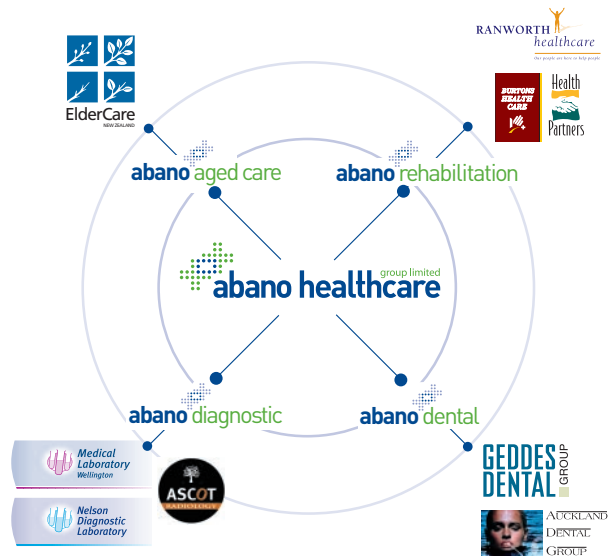 RANWORTH
healthcare
Our people are here to help people
ElderCare
NEW ZEALAND
BURTONS
HEALTH
CARE
Health
Partners
abano aged care
abano rehabilitation
group limited
abano healthcare
abano diagnostic
abano dental
Medical
Laboratory
Wellington
ASCOT
RADIOLOGY
Nelson
Diagnostic
Laboratory
GEDDES
DENTAL
GROUP
AUCKLAND
DENTAL
GROUP